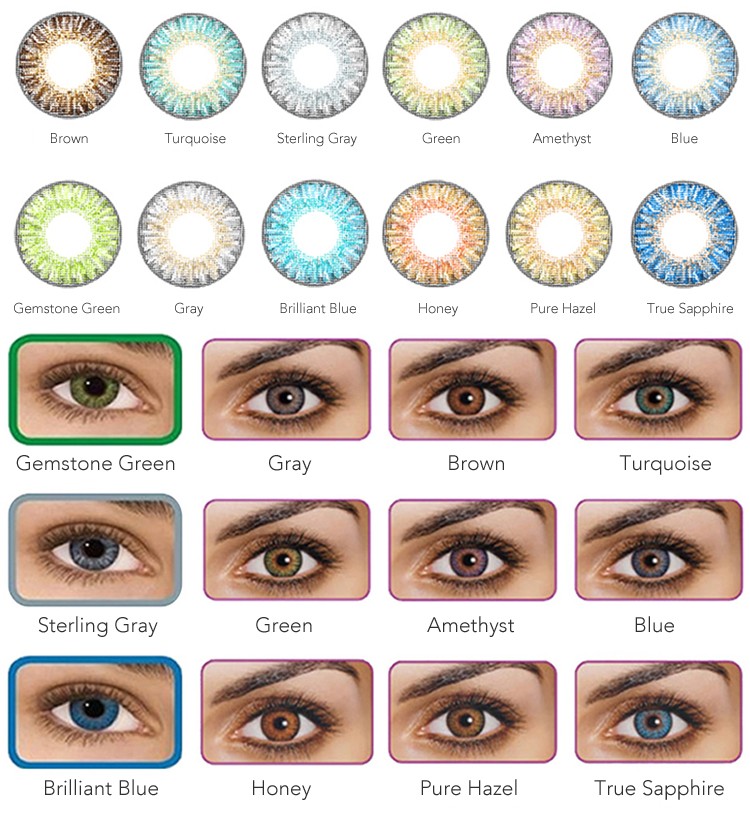 Brown Turquoise Sterling Gray Green Amethyst Blue
Gemstone Green Gray Brilliant Blue Honey Pure Hazel True Sapphire
Gemstone Green Gray Brown Turquoise
Sterling Gray Green Amethyst Blue
Brilliant Blue Honey Pure Hazel True Sapphire